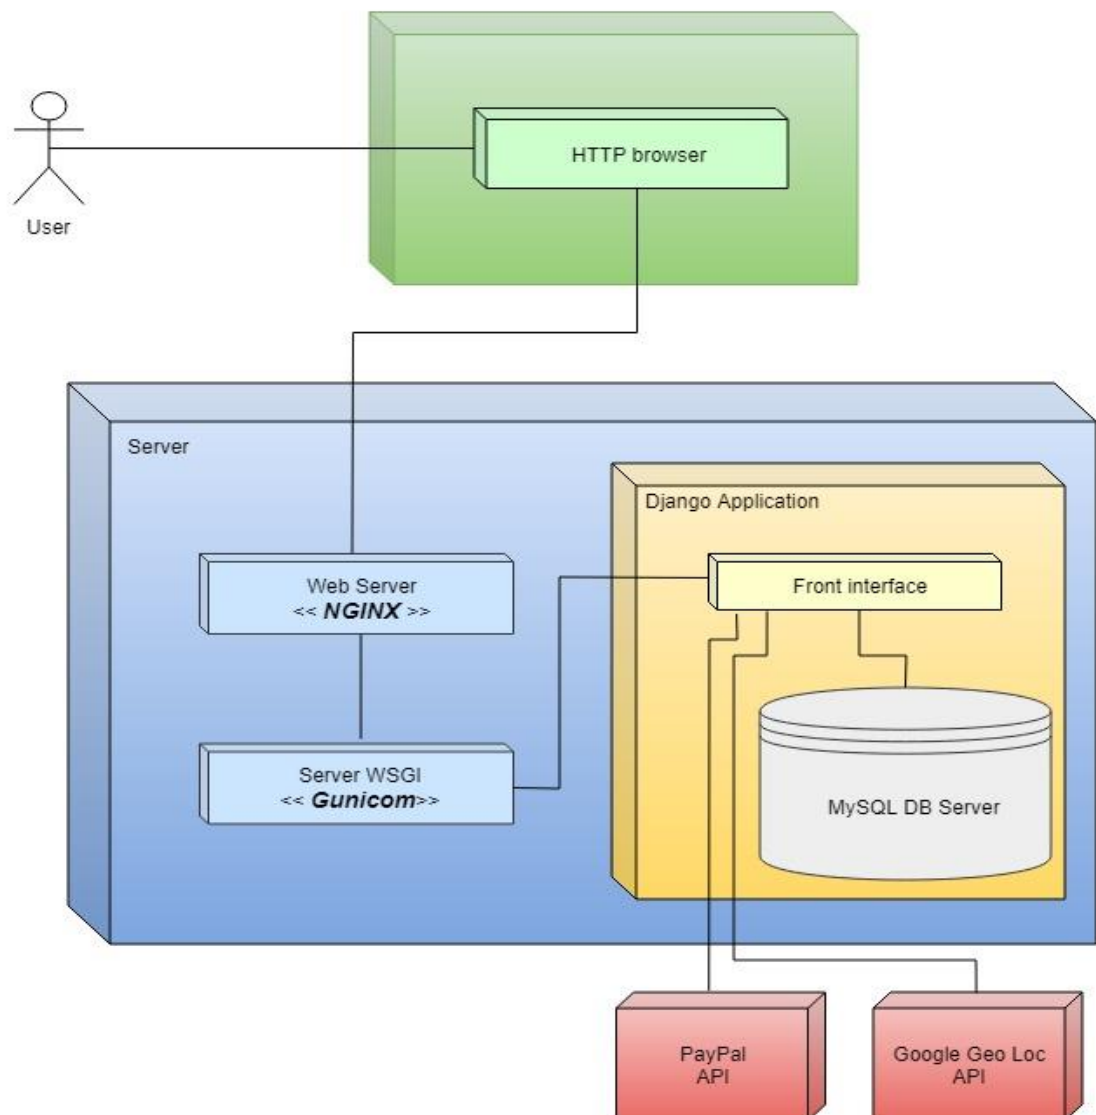 HTTP browser
User
Server
Django Application
Web Server
<< NGINX >>
Front interface
Server WSGI
<< Gunicom>>
MySQL DB Server
PayPal
API
Google Geo Loc
API